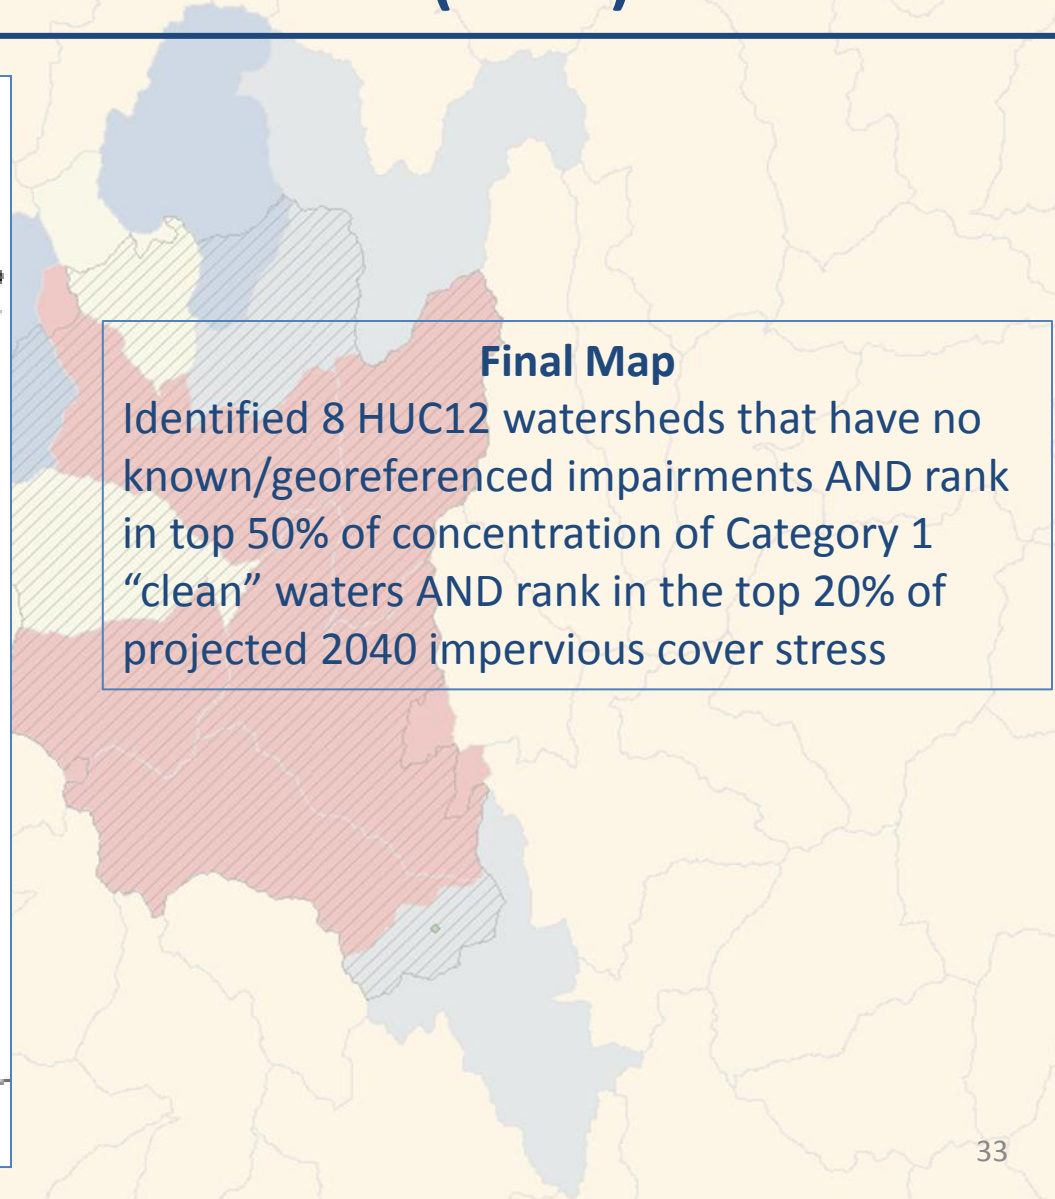 Final Map
Identified 8 HUC12 watersheds that have no
known/georeferenced impairments AND rank
in top 50% of concentration of Category 1
“clean” waters AND rank in the top 20% of
projected 2040 impervious cover stress
33